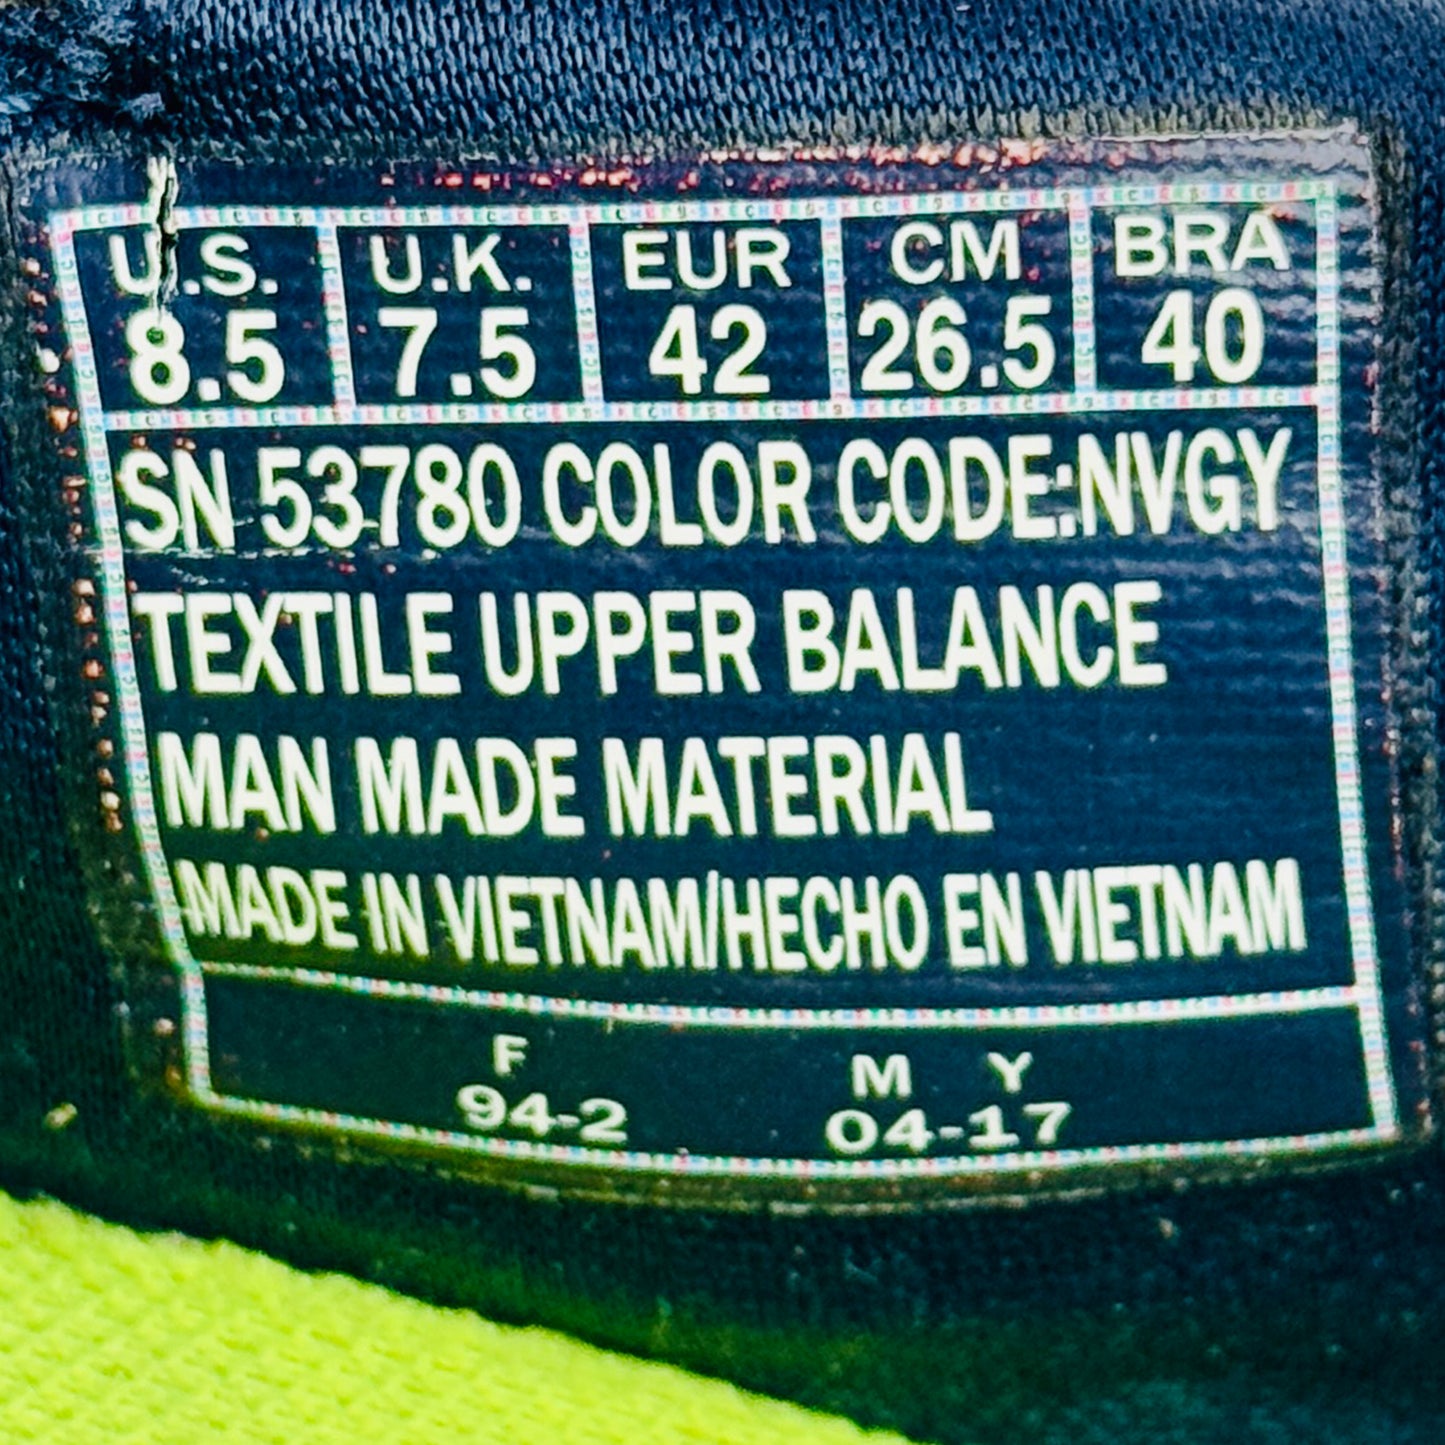 U.S. U.K. EUR CM BRA
8.5 7.5 42 26.5 40
SN 53780 COLOR CODE:NVGY
TEXTILE UPPER BALANCE
MAN MADE MATERIAL
MADE IN VIETNAM/HECHO EN VIETNAM
F M Y
94-2 04-17